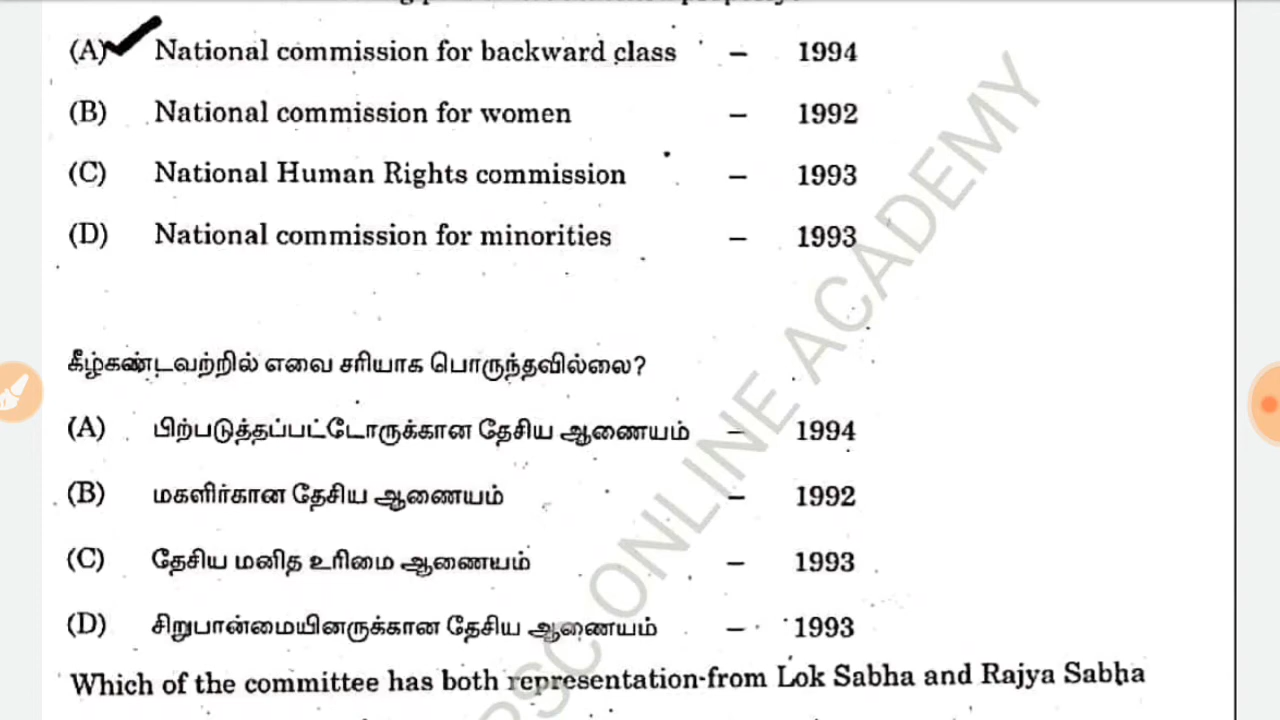 (A) National commission for backward class – 1994
(B) National commission for women – 1992
(C) National Human Rights commission – 1993
(D) National commission for minorities – 1993
கீழ்கண்டவற்றில் எவை சரியாக பொருந்தவில்லை?
(A) பிற்படுத்தப்பட்டோருக்கான தேசிய ஆணையம் – 1994
(B) மகளிர்கான தேசிய ஆணையம் – 1992
(C) தேசிய மனித உரிமை ஆணையம் – 1993
(D) சிறுபான்மையினருக்கான தேசிய ஆணையம் – 1993
Which of the committee has both representation from Lok Sabha and Rajya Sabha
PSC ONLINE ACADEMY